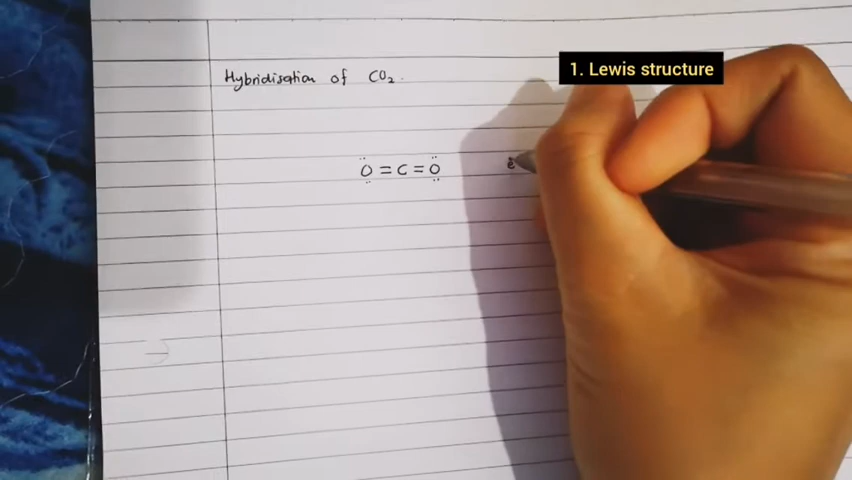 1. Lewis structure
Hybridisation of CO₂.
O = C = O